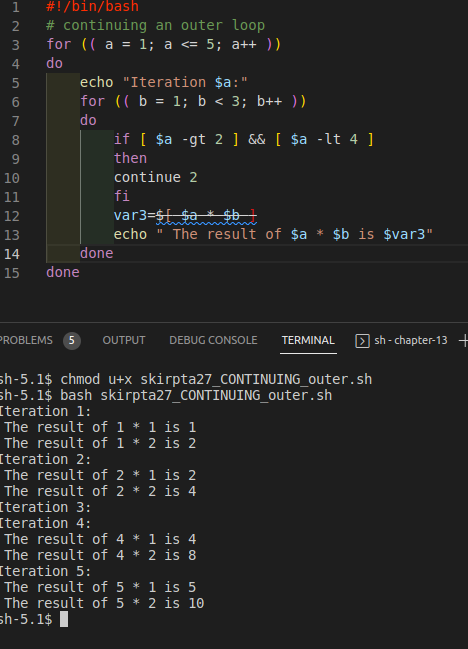 1 #!/bin/bash
2 # continuing an outer loop
3 for (( a = 1; a <= 5; a++ ))
4 do
5 echo "Iteration $a:"
6 for (( b = 1; b < 3; b++ ))
7 do
8 if [ $a -gt 2 ] && [ $a -lt 4 ]
9 then
10 continue 2
11 fi
12 var3=$[ $a * $b ]
13 echo " The result of $a * $b is $var3"
14 done
15 done
PROBLEMS 5 OUTPUT DEBUG CONSOLE TERMINAL sh - chapter-13 +
sh-5.1$ chmod u+x skirpta27_CONTINUING_outer.sh
sh-5.1$ bash skirpta27_CONTINUING_outer.sh
Iteration 1:
The result of 1 * 1 is 1
The result of 1 * 2 is 2
Iteration 2:
The result of 2 * 1 is 2
The result of 2 * 2 is 4
Iteration 3:
Iteration 4:
The result of 4 * 1 is 4
The result of 4 * 2 is 8
Iteration 5:
The result of 5 * 1 is 5
The result of 5 * 2 is 10
sh-5.1$